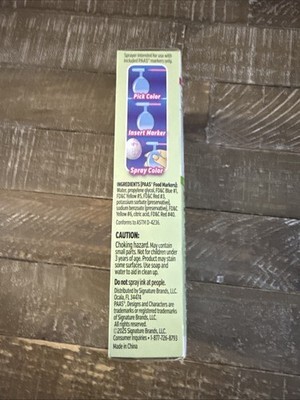 Sprayer intended for use with
included PAAS® markers only.
Pick Color
Insert Marker
Spray Color
INGREDIENTS (PAAS® Food Markers):
Water, propylene glycol, FD&C Blue #1,
FD&C Yellow #5, FD&C Red #3,
potassium sorbate (preservative),
sodium benzoate (preservative), FD&C
Yellow #6, citric acid, FD&C Red #40.
Conforms to ASTM D-4236.
CAUTION:
Choking hazard. May contain
small parts. Not for children under
3 years of age. Product may stain
some surfaces. Use soap and
water to aid in clean up.
Do not spray ink at people.
Distributed by Signature Brands, LLC.
Ocala, FL 34474
PAAS®, Designs and Characters are
trademarks or registered trademarks
of Signature Brands, LLC.
All rights reserved.
©2025 Signature Brands, LLC.
Consumer Inquiries • 1-877-726-8793
Made in China